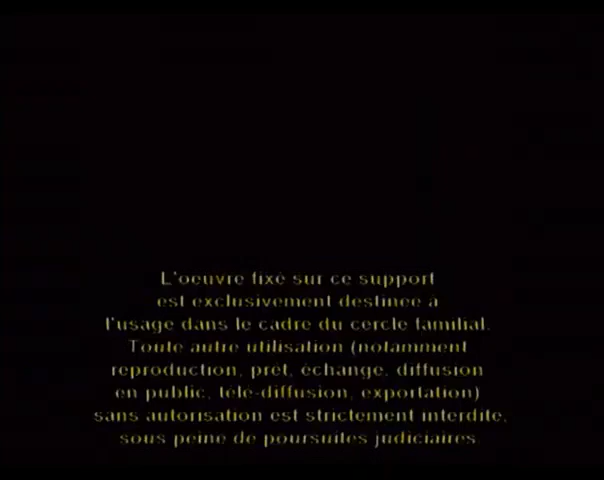 L'oeuvre fixé sur ce support
est exclusivement destinée à
l'usage dans le cadre du cercle familial.
Toute autre utilisation (notamment
reproduction, prêt, échange, diffusion
en public, télé-diffusion, exportation)
sans autorisation est strictement interdite,
sous peine de poursuites judiciaires.